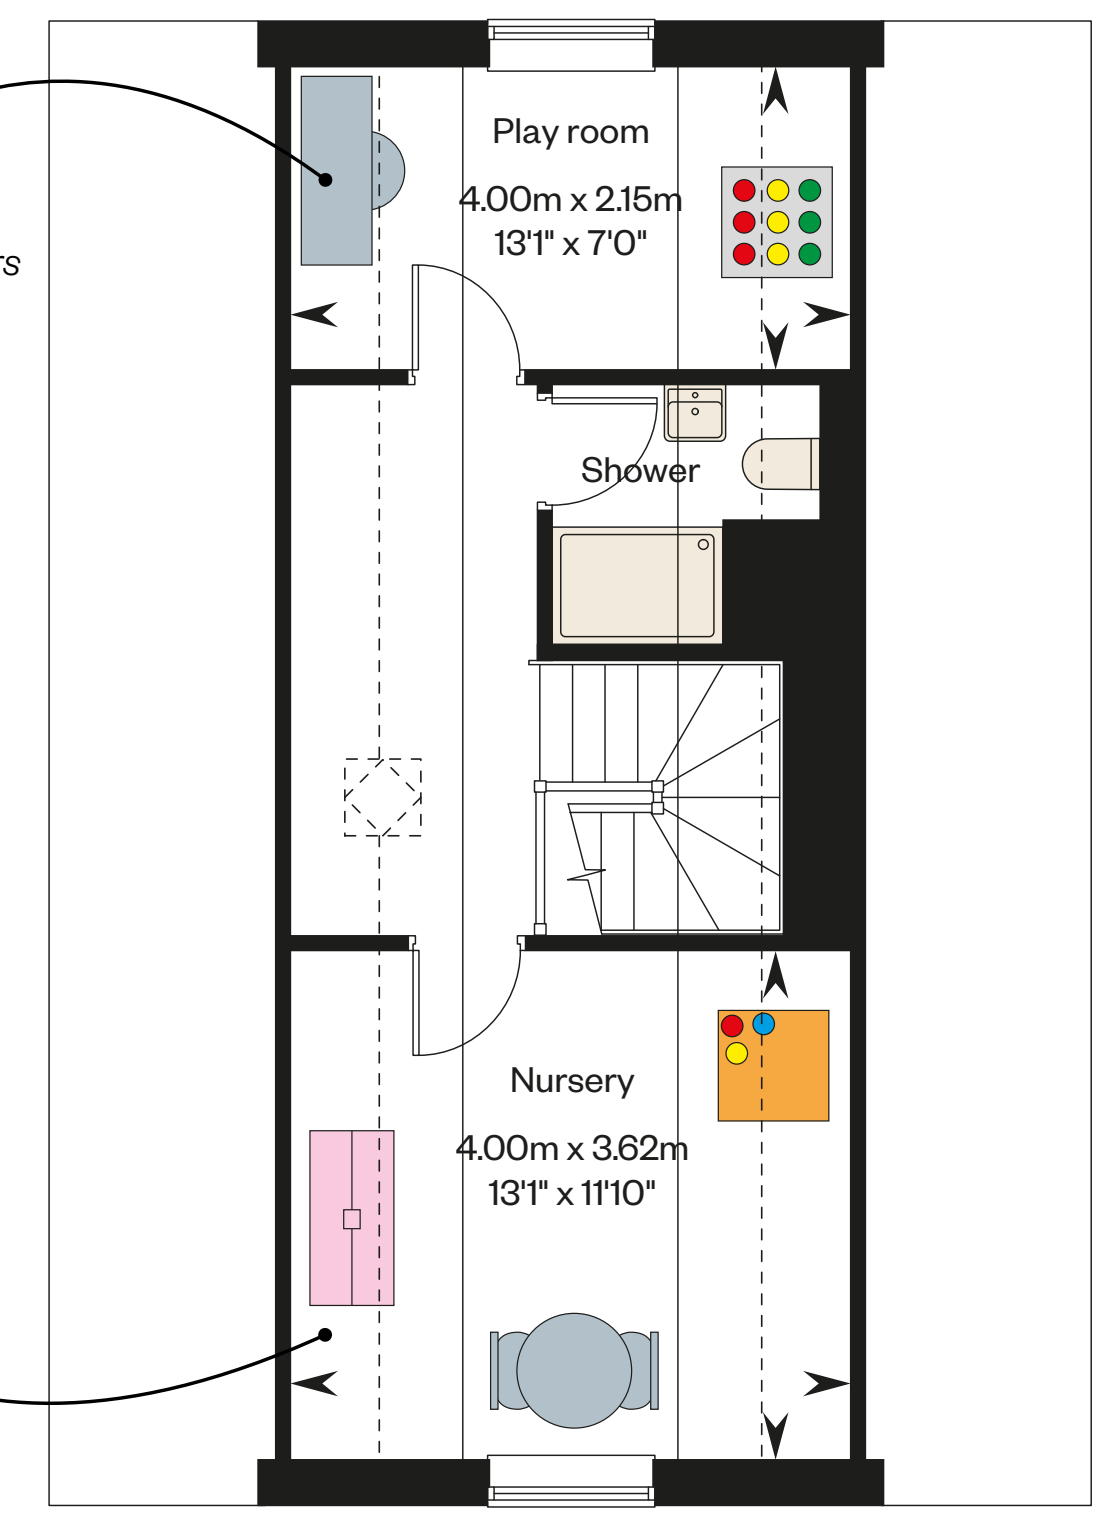 Play room
4.00m x 2.15m
13'1" x 7'0"
rs
Shower
Nursery
4.00m x 3.62m
13'1" x 11'10"